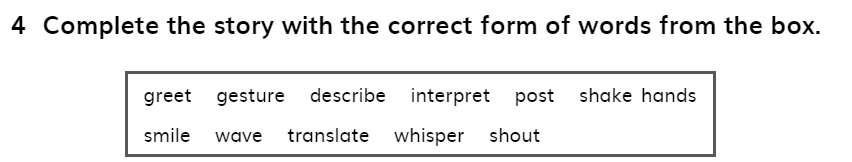 4 Complete the story with the correct form of words from the box.
greet gesture describe interpret post shake hands
smile wave translate whisper shout